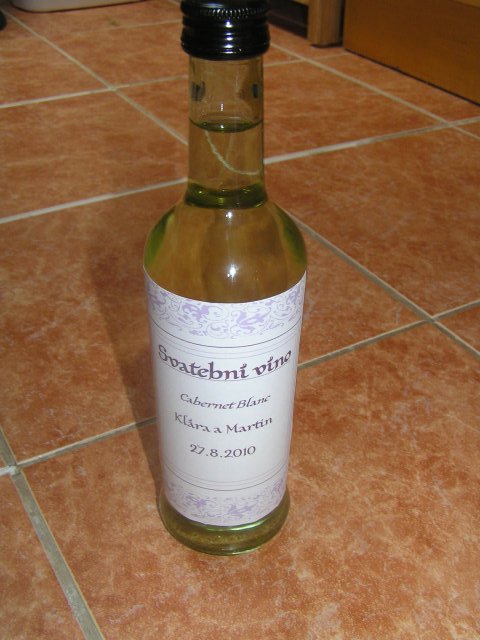 Svatební víno
Cabernet Blanc
Klára a Martin
27.8.2010